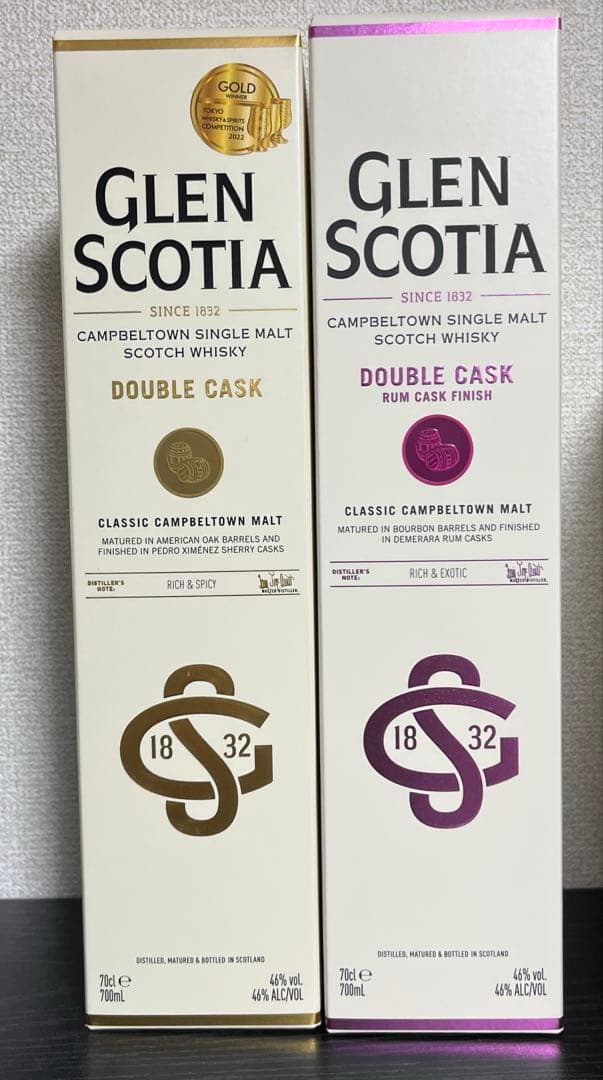 GOLD
WINNER
TOKYO
WHISKY & SPIRITS
COMPETITION
2022
GLEN
SCOTIA
SINCE 1832
CAMPBELTOWN SINGLE MALT
SCOTCH WHISKY
DOUBLE CASK
CLASSIC CAMPBELTOWN MALT
MATURED IN AMERICAN OAK BARRELS AND
FINISHED IN PEDRO XIMÉNEZ SHERRY CASKS
DISTILLER'S
NOTE:
RICH & SPICY
MASTER DISTILLER
18 32
DISTILLED, MATURED & BOTTLED IN SCOTLAND
70cl e
700mL
46% vol.
46% ALC/VOL
GLEN
SCOTIA
SINCE 1832
CAMPBELTOWN SINGLE MALT
SCOTCH WHISKY
DOUBLE CASK
RUM CASK FINISH
CLASSIC CAMPBELTOWN MALT
MATURED IN BOURBON BARRELS AND FINISHED
IN DEMERARA RUM CASKS
DISTILLER'S
NOTE:
RICH & EXOTIC
MASTER DISTILLER
18 32
DISTILLED, MATURED & BOTTLED IN SCOTLAND
70cl e
700mL
46% vol.
46% ALC/VOL